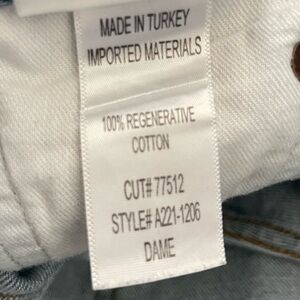 MADE IN TURKEY
IMPORTED MATERIALS
100% REGENERATIVE
COTTON
CUT# 77512
STYLE# A221-1206
DAME